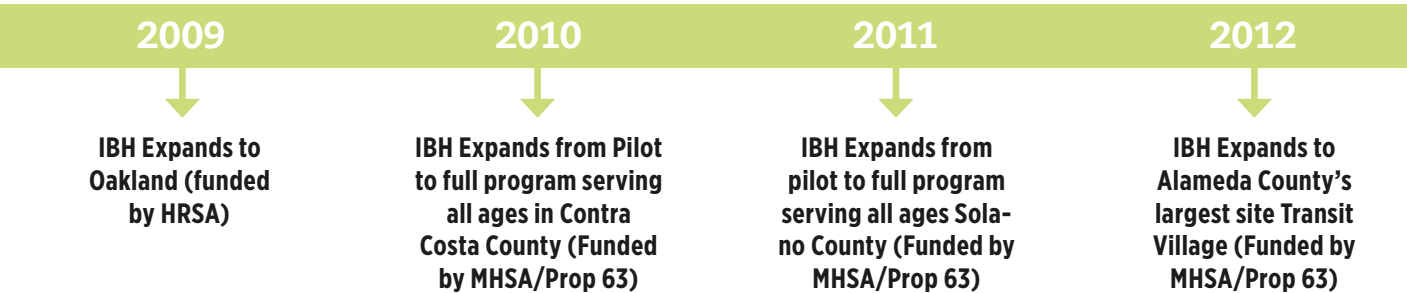 2009
IBH Expands to
Oakland (funded
by HRSA)
2010
IBH Expands from Pilot
to full program serving
all ages in Contra
Costa County (Funded
by MHSA/Prop 63)
2011
IBH Expands from
pilot to full program
serving all ages Sola-
no County (Funded by
MHSA/Prop 63)
2012
IBH Expands to
Alameda County’s
largest site Transit
Village (Funded by
MHSA/Prop 63)